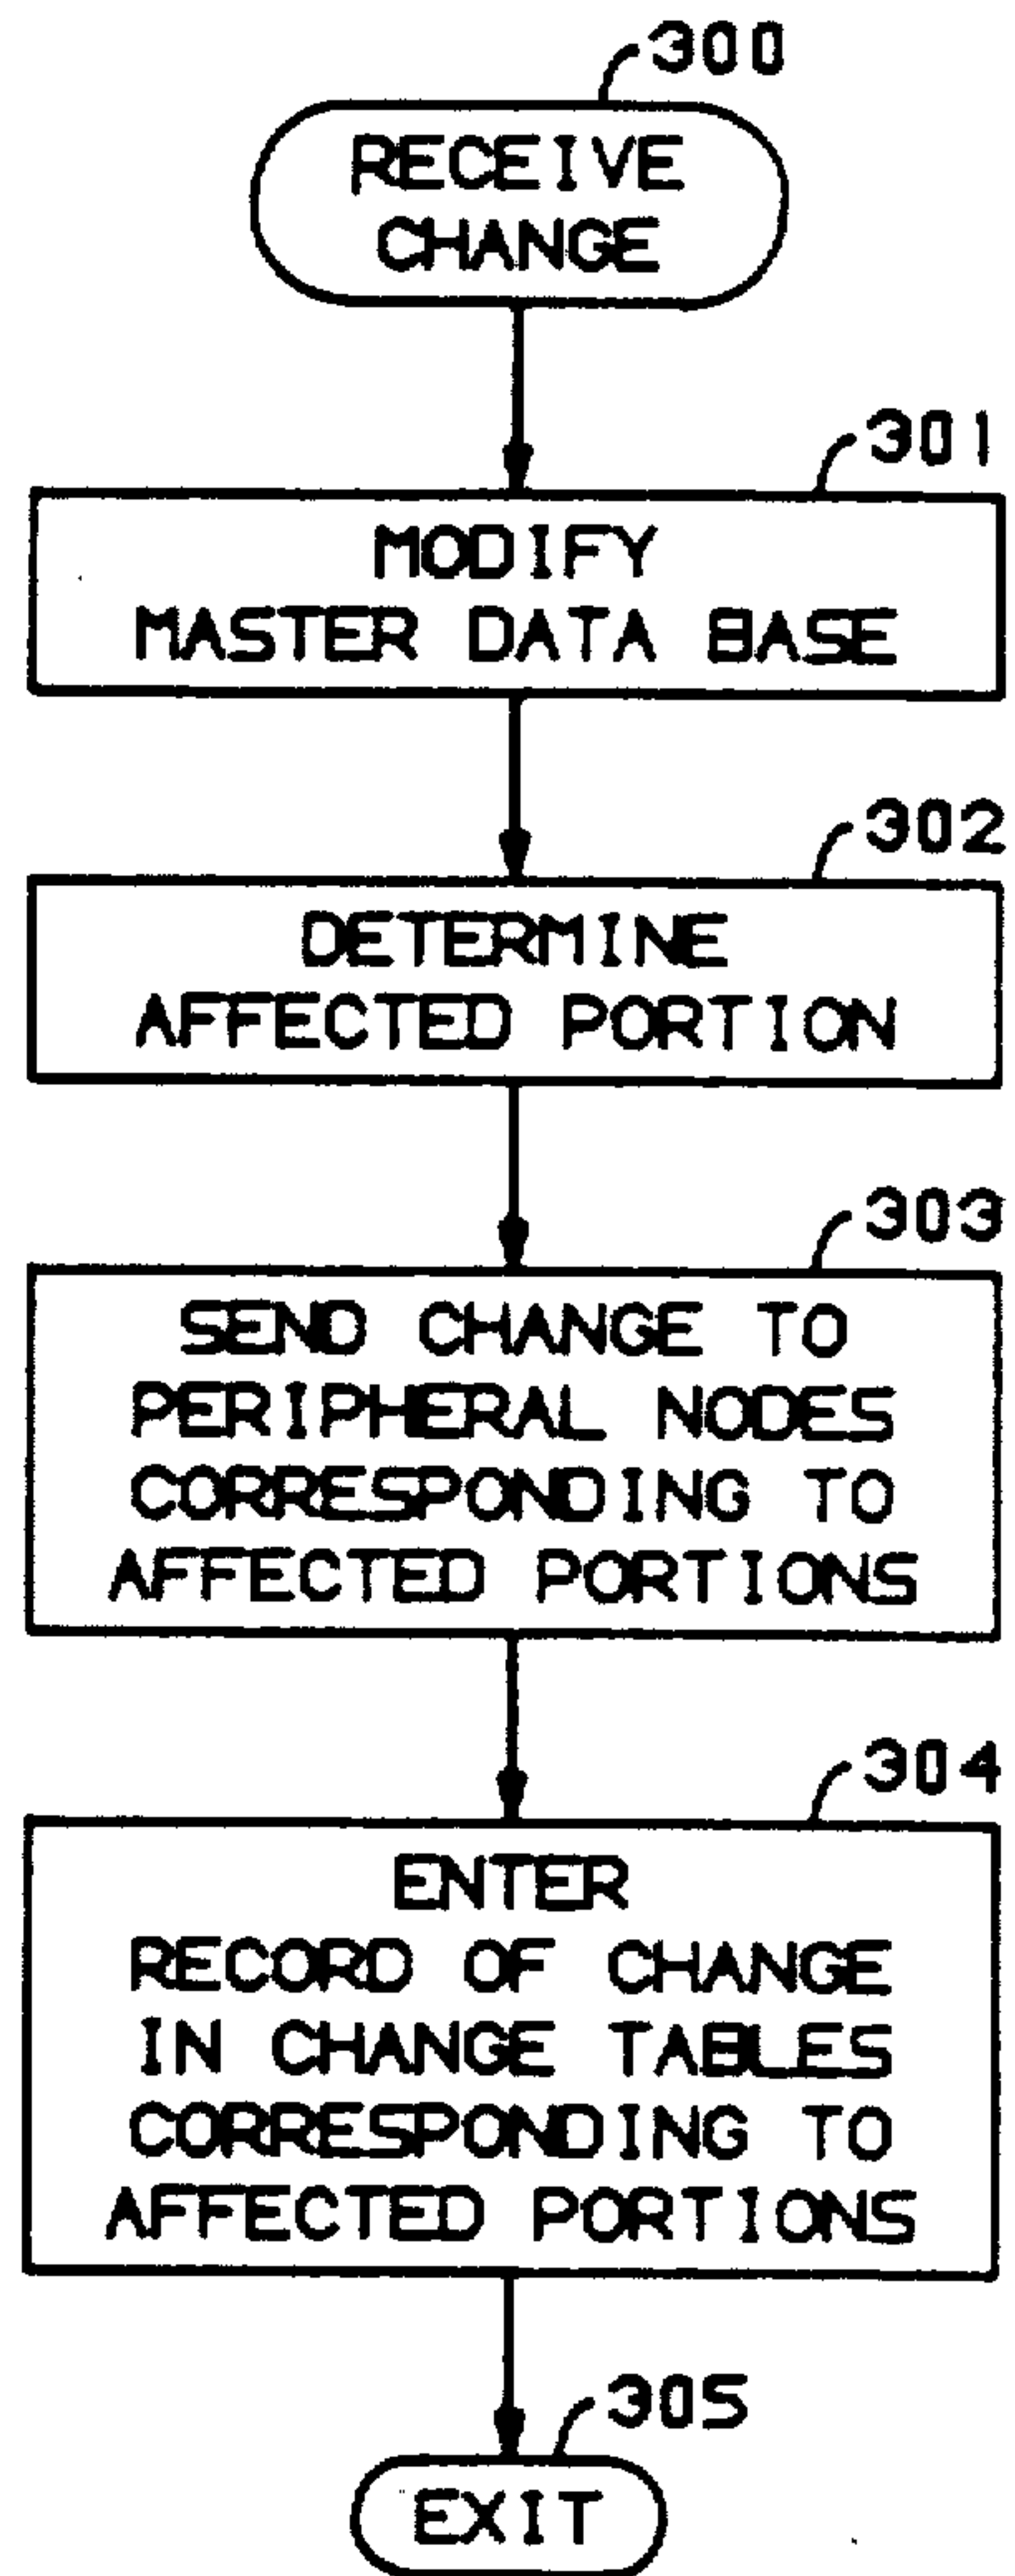 300
RECEIVE
CHANGE
301
MODIFY
MASTER DATA BASE
302
DETERMINE
AFFECTED PORTION
303
SEND CHANGE TO
PERIPHERAL NODES
CORRESPONDING TO
AFFECTED PORTIONS
304
ENTER
RECORD OF CHANGE
IN CHANGE TABLES
CORRESPONDING TO
AFFECTED PORTIONS
305
EXIT